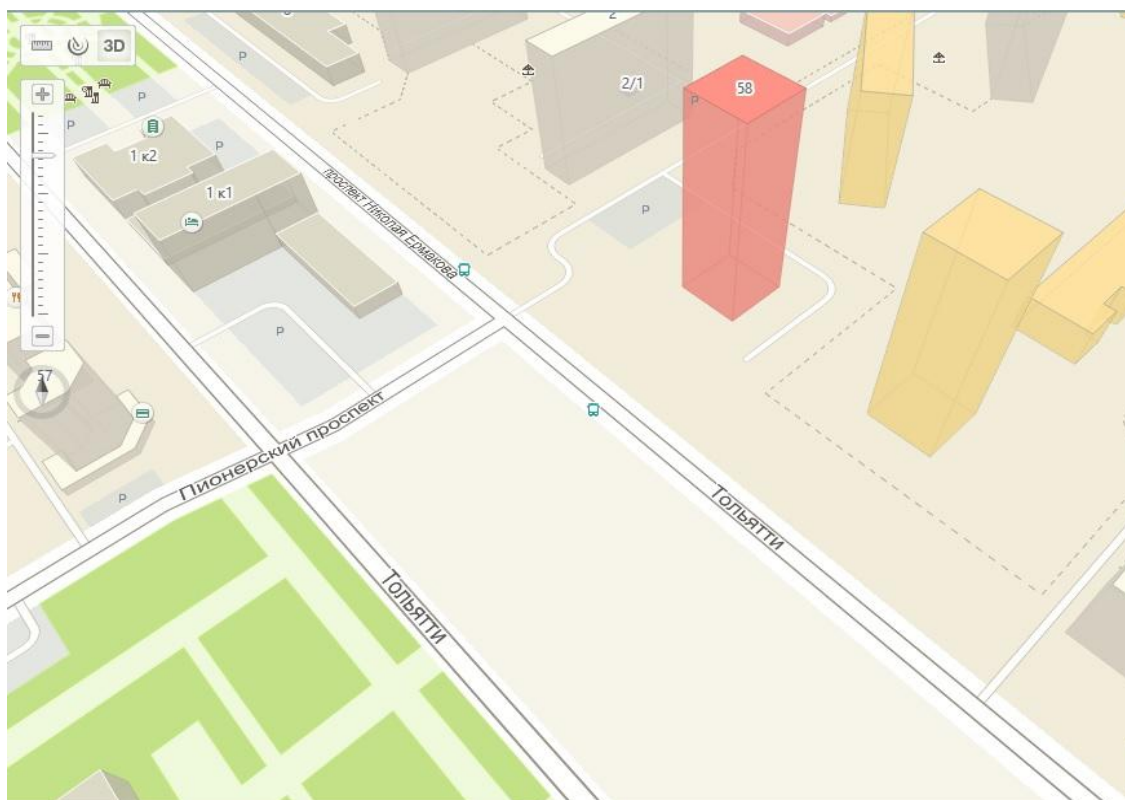 2
3D
P
2/1
58
P
P
P
1 к2
P
1 к1
проспект Николая Ермакова
P
P
57
Пионерский проспект
P
Тольятти
Тольятти